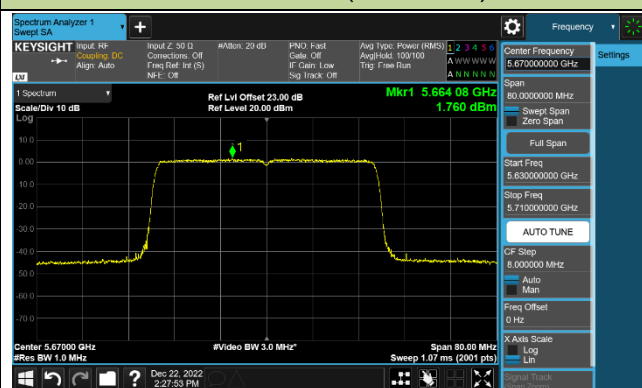 Spectrum Analyzer 1
Swept SA
Frequency
KEYSIGHT
Input: RF
Coupling: DC
Align: Auto
Input Z: 50 Ω
Corrections: Off
Freq Ref: Int (S)
NFE: Off
#Atten: 20 dB
PNO: Fast
Gate: Off
IF Gain: Low
Sig Track: Off
Avg Type: Power (RMS)
Avg|Hold: 100/100
Trig: Free Run
1 2 3 4 5 6
A W W W W W
A N N N N N
LXI
1 Spectrum
Scale/Div 10 dB
Log
Ref Lvl Offset 23.00 dB
Ref Level 20.00 dBm
Mkr1 5.664 08 GHz
1.760 dBm
1
10.0
0.00
-10.0
-20.0
-30.0
-40.0
-50.0
-60.0
-70.0
Center 5.67000 GHz
#Res BW 1.0 MHz
#Video BW 3.0 MHz*
Span 80.00 MHz
Sweep 1.07 ms (2001 pts)
Center Frequency
5.670000000 GHz
Settings
Span
80.0000000 MHz
Swept Span
Zero Span
Full Span
Start Freq
5.630000000 GHz
Stop Freq
5.710000000 GHz
AUTO TUNE
CF Step
8.000000 MHz
Auto
Man
Freq Offset
0 Hz
X Axis Scale
Log
Lin
Signal Track
Dec 22, 2022
2:27:53 PM